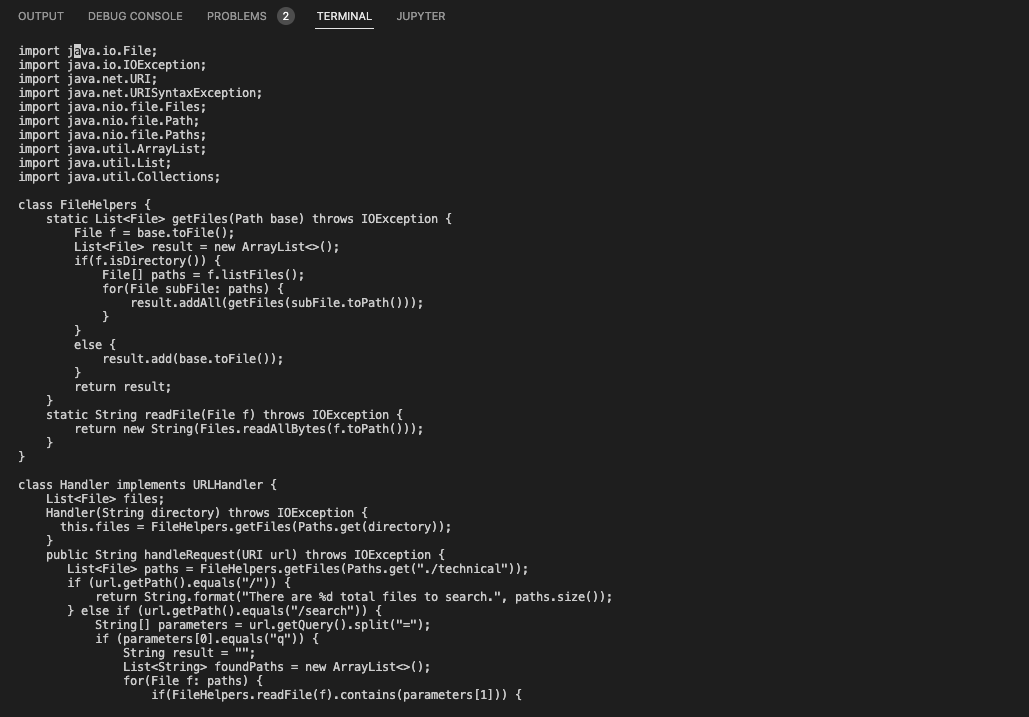 OUTPUT DEBUG CONSOLE PROBLEMS 2 TERMINAL JUPYTER
import java.io.File;
import java.io.IOException;
import java.net.URI;
import java.net.URISyntaxException;
import java.nio.file.Files;
import java.nio.file.Path;
import java.nio.file.Paths;
import java.util.ArrayList;
import java.util.List;
import java.util.Collections;

class FileHelpers {
    static List<File> getFiles(Path base) throws IOException {
        File f = base.toFile();
        List<File> result = new ArrayList<>();
        if(f.isDirectory()) {
            File[] paths = f.listFiles();
            for(File subFile: paths) {
                result.addAll(getFiles(subFile.toPath()));
            }
        }
        else {
            result.add(base.toFile());
        }
        return result;
    }
    static String readFile(File f) throws IOException {
        return new String(Files.readAllBytes(f.toPath()));
    }
}

class Handler implements URLHandler {
    List<File> files;
    Handler(String directory) throws IOException {
      this.files = FileHelpers.getFiles(Paths.get(directory));
    }
    public String handleRequest(URI url) throws IOException {
       List<File> paths = FileHelpers.getFiles(Paths.get("./technical"));
       if (url.getPath().equals("/")) {
           return String.format("There are %d total files to search.", paths.size());
       } else if (url.getPath().equals("/search")) {
           String[] parameters = url.getQuery().split("=");
           if (parameters[0].equals("q")) {
               String result = "";
               List<String> foundPaths = new ArrayList<>();
               for(File f: paths) {
                   if(FileHelpers.readFile(f).contains(parameters[1])) {